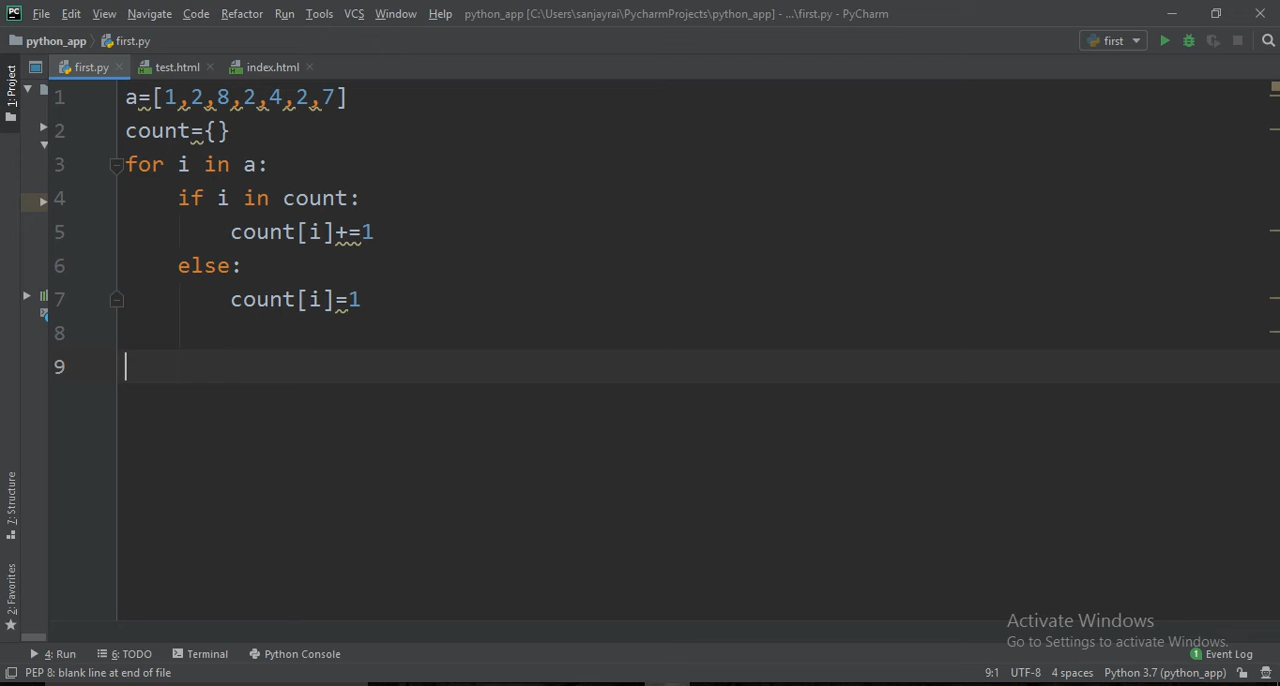 PC File Edit View Navigate Code Refactor Run Tools VCS Window Help python_app [C:\Users\sanjayrai\PycharmProjects\python_app] - ...\first.py - PyCharm
python_app first.py first
1: Project first.py test.html index.html
1 a=[1,2,8,2,4,2,7]
2 count={}
3 for i in a:
4 if i in count:
5 count[i]+=1
6 else:
7 count[i]=1
8
9
7: Structure
2: Favorites
Activate Windows
Go to Settings to activate Windows.
4: Run 6: TODO Terminal Python Console 1 Event Log
PEP 8: blank line at end of file 9:1 UTF-8 4 spaces Python 3.7 (python_app)